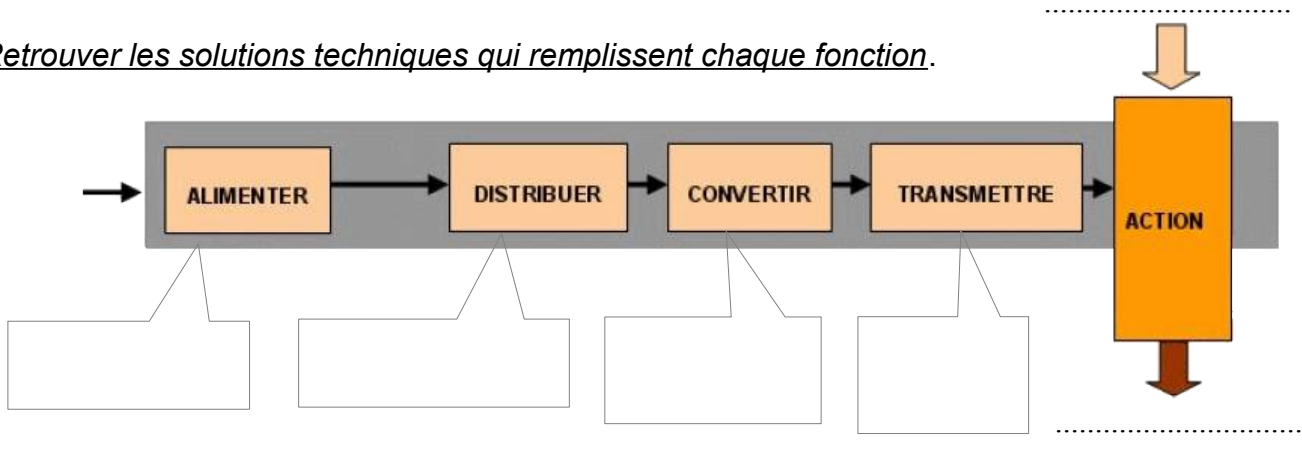 ...........................
Retrouver les solutions techniques qui remplissent chaque fonction.
ALIMENTER
DISTRIBUER
CONVERTIR
TRANSMETTRE
ACTION
...........................